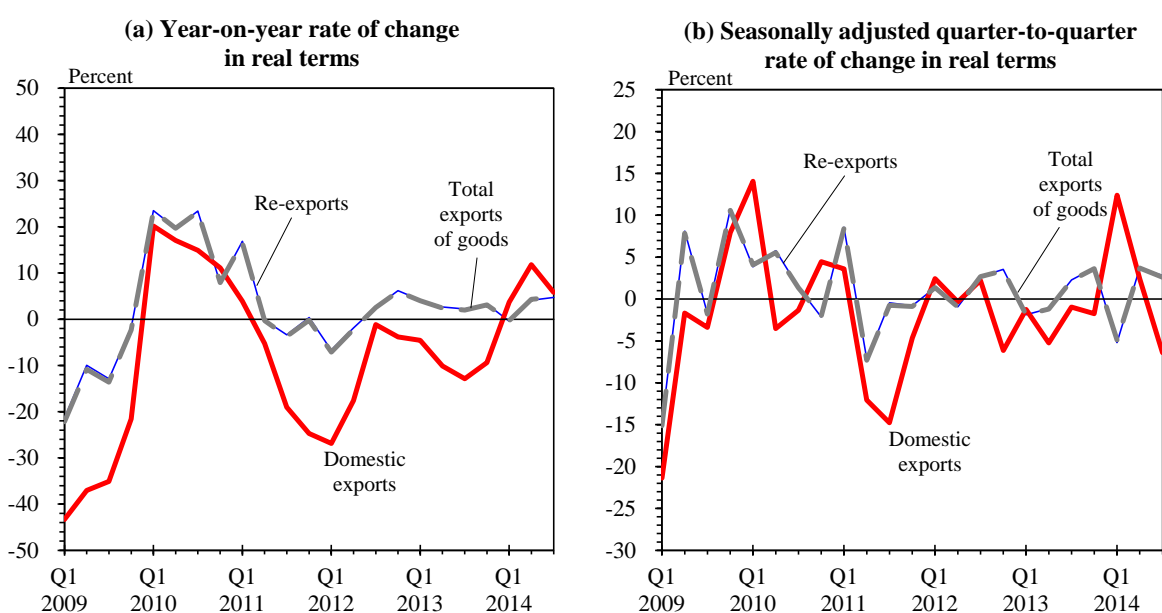 (a) Year-on-year rate of change
in real terms
Percent
50
40
30
20
10
0
-10
-20
-30
-40
-50
Re-exports
Total
exports
of goods
Domestic
exports
Q1 Q1 Q1 Q1 Q1 Q1
2009 2010 2011 2012 2013 2014
(b) Seasonally adjusted quarter-to-quarter
rate of change in real terms
Percent
25
20
15
10
5
0
-5
-10
-15
-20
-25
-30
Re-exports
Total
exports
of goods
Domestic
exports
Q1 Q1 Q1 Q1 Q1 Q1
2009 2010 2011 2012 2013 2014